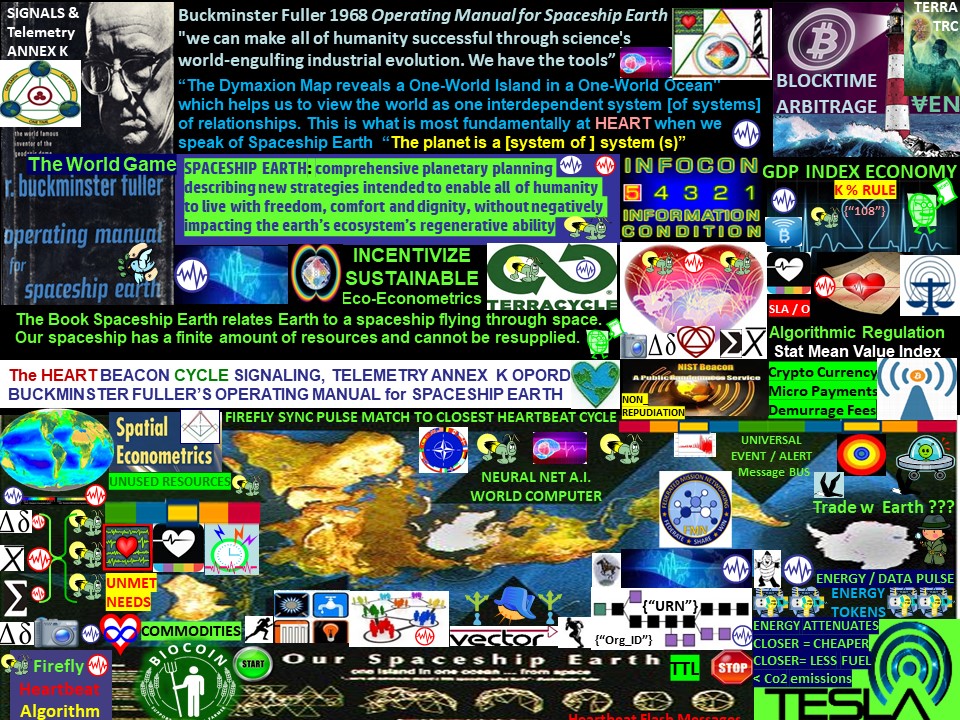 SIGNALS &
Telemetry
ANNEX K
Buckminster Fuller 1968 Operating Manual for Spaceship Earth
"we can make all of humanity successful through science's
world-engulfing industrial evolution. We have the tools”
“The Dymaxion Map reveals a One-World Island in a One-World Ocean"
which helps us to view the world as one interdependent system [of systems]
of relationships. This is what is most fundamentally at HEART when we
speak of Spaceship Earth “The planet is a [system of ] system (s)”
BLOCKTIME
ARBITRAGE
TERRA
TRC
VEN
the world famous
inventor of the
geodesic dome
The World Game
r. buckminster fuller
operating manual
for
spaceship earth
SPACESHIP EARTH: comprehensive planetary planning
describing new strategies intended to enable all of humanity
to live with freedom, comfort and dignity, without negatively
impacting the earth's ecosystem's regenerative ability
INFOCON
5 4 3 2 1
INFORMATION
CONDITION
GDP INDEX ECONOMY
K % RULE
{“108”}
INCENTIVIZE
SUSTAINABLE
Eco-Econometrics
TERRACYCLE
SLA / O
The Book Spaceship Earth relates Earth to a spaceship flying through space.
Our spaceship has a finite amount of resources and cannot be resupplied.
Δδ
ΣX
Algorithmic Regulation
Stat Mean Value Index
The HEART BEACON CYCLE SIGNALING, TELEMETRY ANNEX K OPORD
BUCKMINSTER FULLER'S OPERATING MANUAL for SPACESHIP EARTH
NIST Beacon
A Public Randomness Service
NON_
REPUDIATION
Crypto Currency
Micro Payments
Demurrage Fees
FIREFLY SYNC PULSE MATCH TO CLOSEST HEARTBEAT CYCLE
Spatial
Econometrics
UNUSED RESOURCES
NEURAL NET A.I.
WORLD COMPUTER
UNIVERSAL
EVENT / ALERT
Message BUS
FEDERATED MISSION NETWORKING
FMN
FEDERATE ★ SHARE ★ WIN
Trade w Earth ???
Δδ
X
Σ
Δδ
UNMET
NEEDS
COMMODITIES
ENERGY / DATA PULSE
ENERGY
TOKENS
vector
{“URN”}
{“Org_ID”}
ENERGY ATTENUATES
CLOSER = CHEAPER
CLOSER= LESS FUEL
< Co2 emissions
TESLA
Firefly
Heartbeat
Algorithm
BIOCOIN
START
Our Spaceship Earth
one island in one ocean ... from space
TTL
STOP
Heartbeat Flash Messages